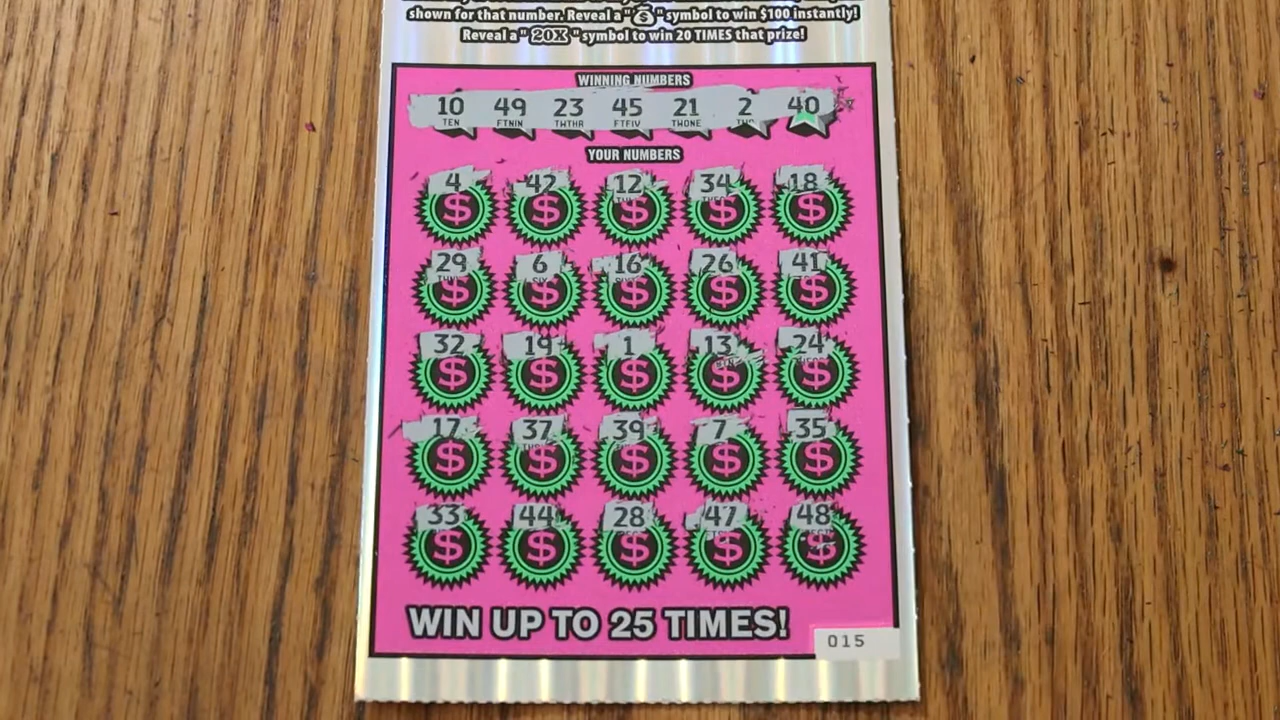 shown for that number. Reveal a " $ " symbol to win $100 instantly!
Reveal a " 20X " symbol to win 20 TIMES that prize!
WINNING NUMBERS
10 49 23 45 21 2 40
TEN FTNIN TWTHR FTFIV TWONE
YOUR NUMBERS
4 42 12 34 18
$ $ $ $ $
29 6 16 26 41
SIX
$ $ $ $ $
32 19 1 13 24
$ $ $ $ $
17 37 39 7 35
$ $ $ $ $
33 44 28 47 48
$ $ $ $ $
WIN UP TO 25 TIMES!
015